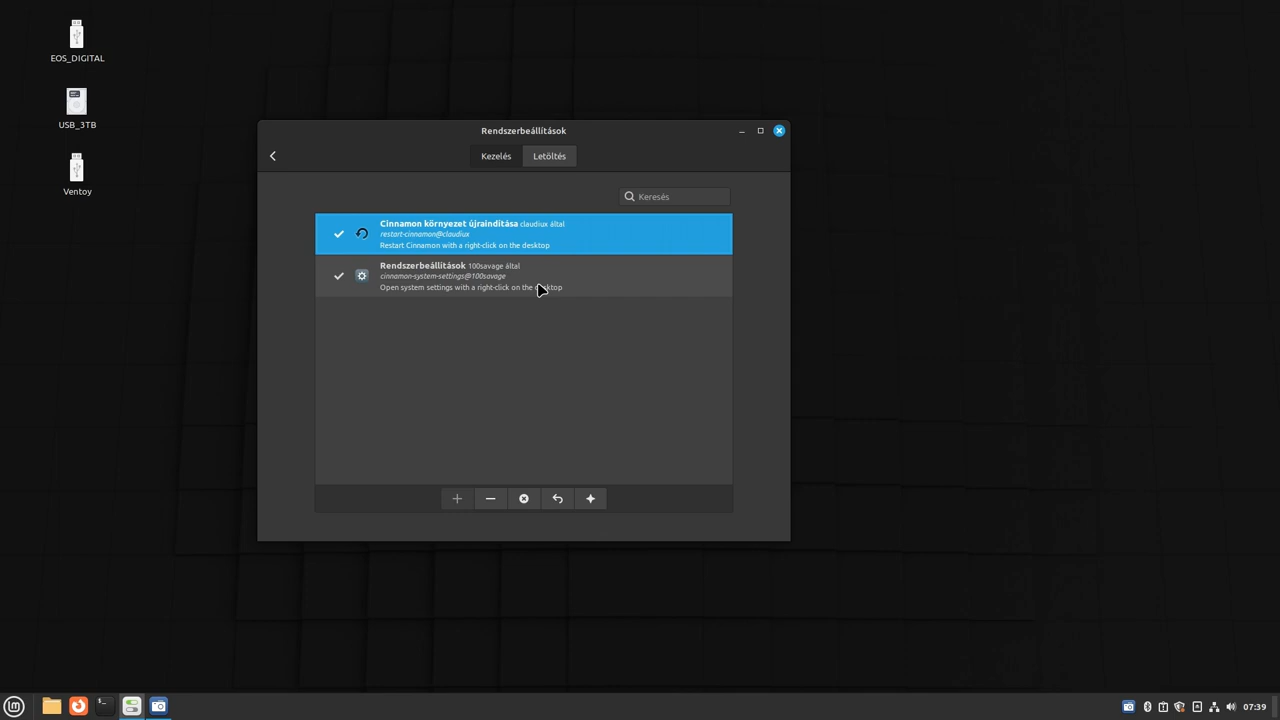 EOS_DIGITAL
USB_3TB
Ventoy
Rendszerbeállítások
Kezelés Letöltés
Keresés
Cinnamon környezet újraindítása claudiux által
restart-cinnamon@claudiux
Restart Cinnamon with a right-click on the desktop
Rendszerbeállítások 100savage által
cinnamon-system-settings@100savage
Open system settings with a right-click on the desktop
07:39